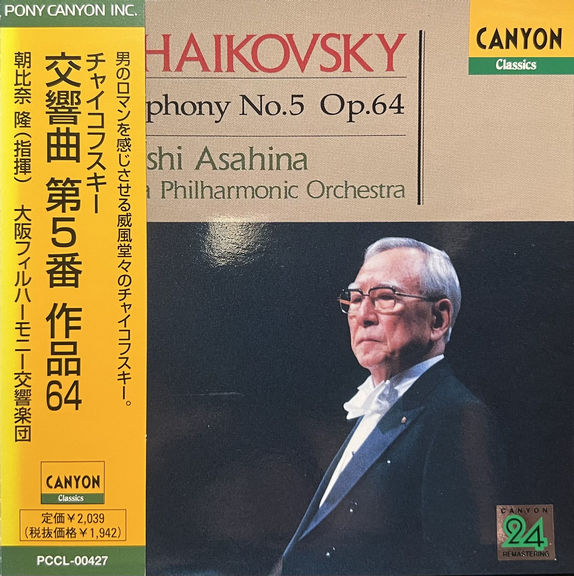 PONY CANYON INC.
男のロマンを感じさせる威風堂々のチャイコフスキー。
チャイコフスキー
交響曲 第5番 作品64
朝比奈 隆(指揮) 大阪フィルハーモニー交響楽団
CANYON
Classics
定価¥2,039
(税抜価格¥1,942)
PCCL-00427
HAIKOVSKY
phony No.5 Op.64
shi Asahina
a Philharmonic Orchestra
CANYON
Classics
CANYON
24
REMASTERING